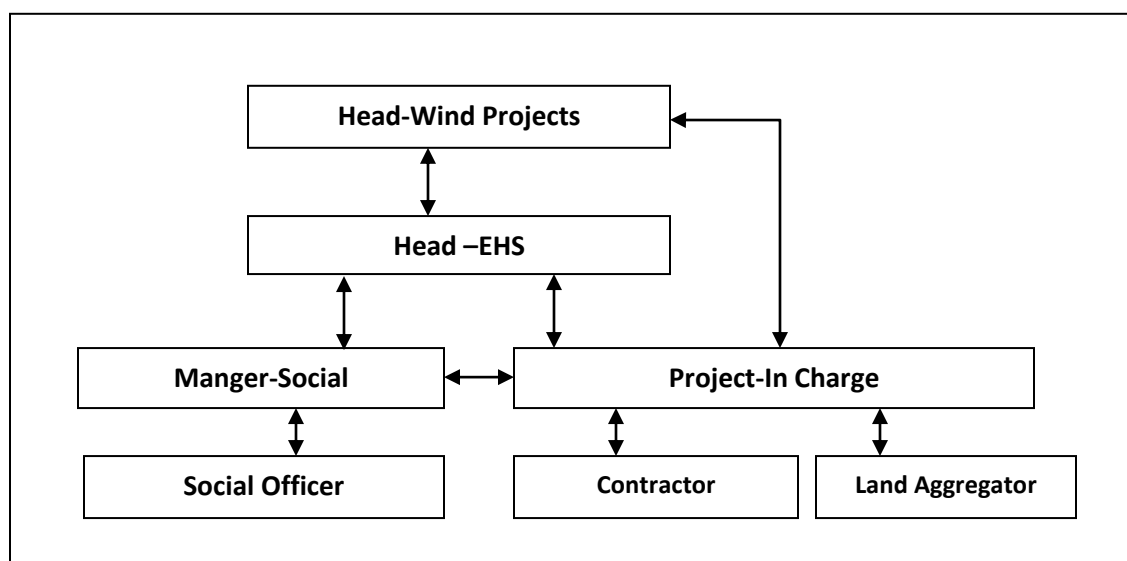 Head-Wind Projects
Head –EHS
Manger-Social
Project-In Charge
Social Officer
Contractor
Land Aggregator